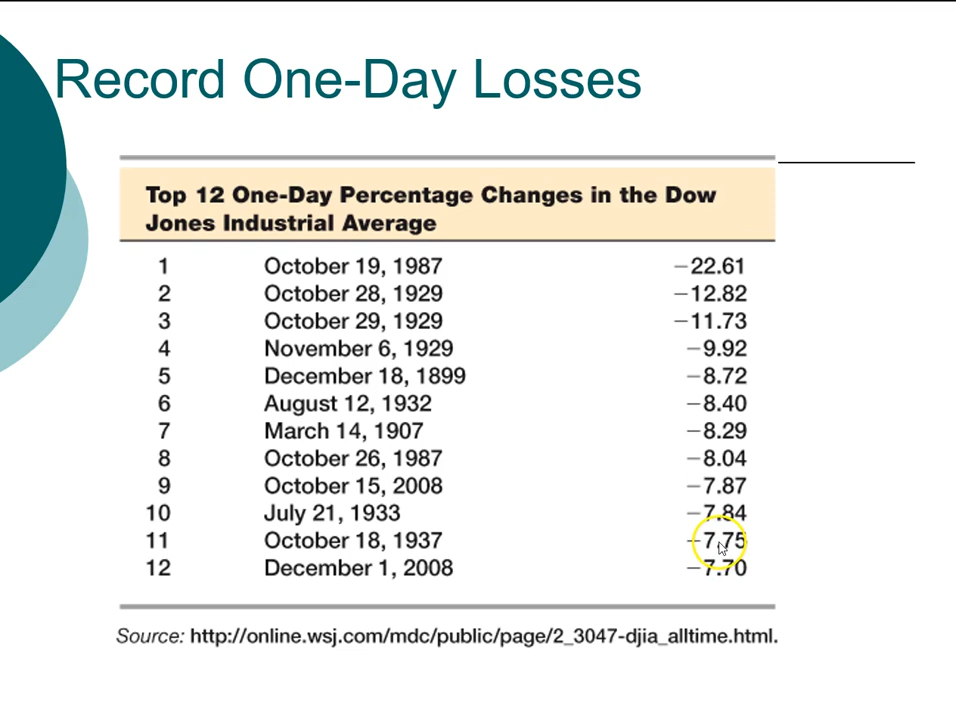 Record One-Day Losses
Top 12 One-Day Percentage Changes in the Dow
Jones Industrial Average
1 October 19, 1987 −22.61
2 October 28, 1929 −12.82
3 October 29, 1929 −11.73
4 November 6, 1929 −9.92
5 December 18, 1899 −8.72
6 August 12, 1932 −8.40
7 March 14, 1907 −8.29
8 October 26, 1987 −8.04
9 October 15, 2008 −7.87
10 July 21, 1933 −7.84
11 October 18, 1937 −7.75
12 December 1, 2008 −7.70
Source: http://online.wsj.com/mdc/public/page/2_3047-djia_alltime.html.